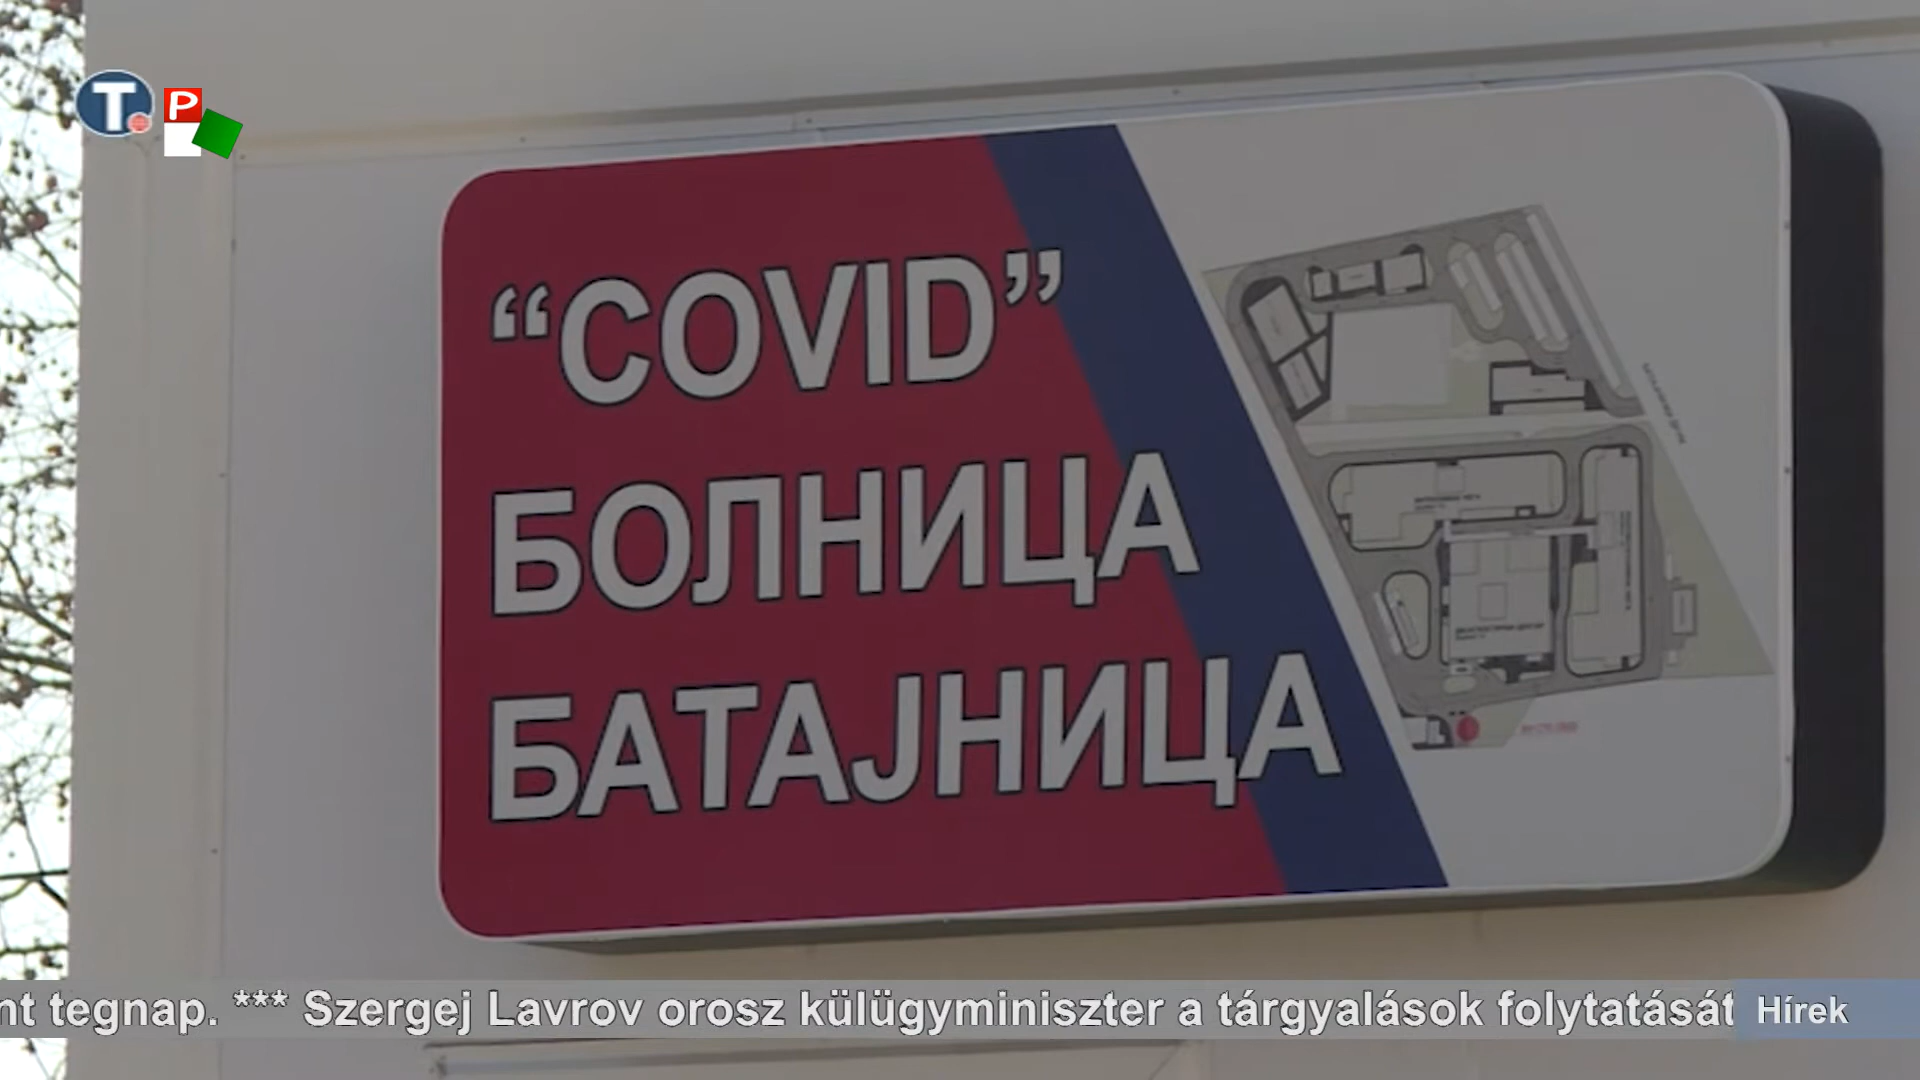 T
P
“COVID”
БОЛНИЦА
БАТАЈНИЦА
nt tegnap. *** Szergej Lavrov orosz külügyminiszter a tárgyalások folytatását
Hírek